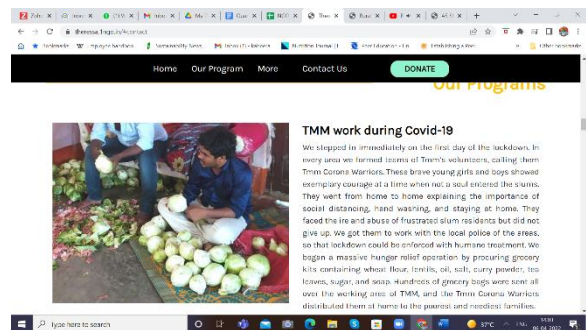 theressa.1ngo.in/#contact
Home Our Program More Contact Us DONATE
Our Programs
TMM work during Covid-19
We stepped in immediately on the first day of the lockdown. In
every area we formed teams of Tmm's volunteers, calling them
Tmm Corona Warriors. These brave young girls and boys showed
exemplary courage at a time when not a soul entered the slums.
They went from home to home explaining the importance of
social distancing, hand washing, and staying at home. They
faced the ire and abuse of frustrated slum residents but did not
give up. We got them to work with the local police of the areas,
so that lockdown could be enforced with humane treatment. We
began a massive hunger relief operation by procuring grocery
kits containing wheat flour, lentils, oil, salt, curry powder, tea
leaves, sugar, and soap. Hundreds of grocery bags were sent all
over the working area of TMM, and the Tmm Corona Warriors
distributed them at home to the poorest and neediest families.
Type here to search
37°C